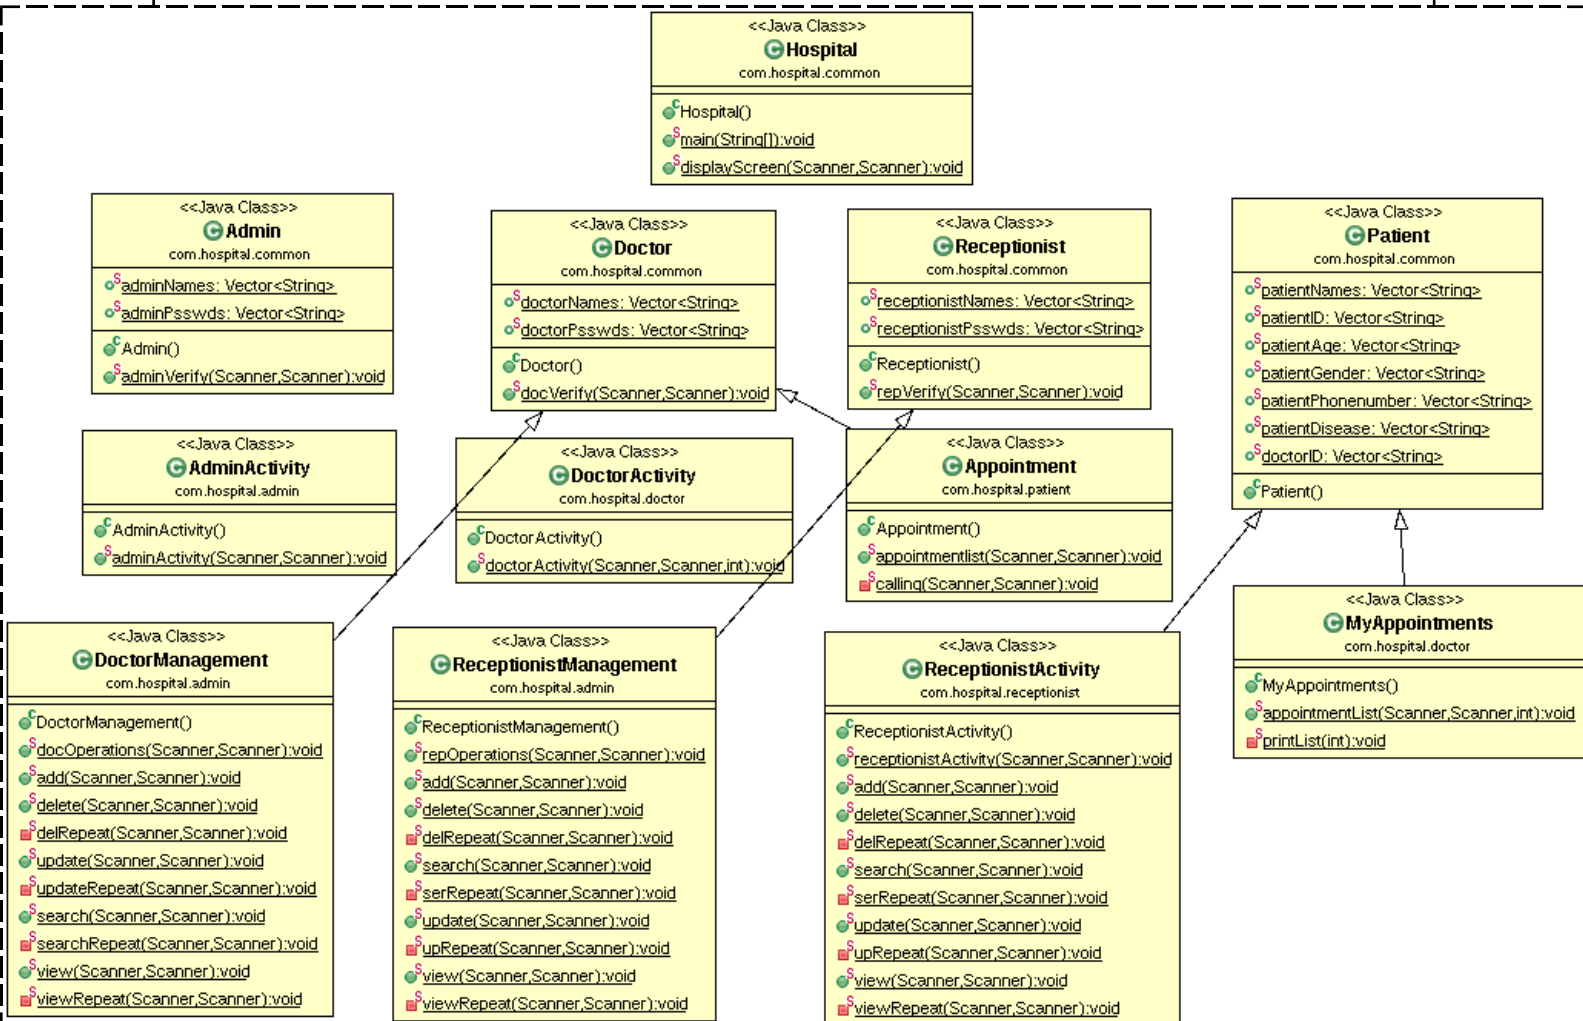 <<Java Class>>
Hospital
com.hospital.common
Hospital()
main(String[]):void
displayScreen(Scanner,Scanner):void
<<Java Class>>
Admin
com.hospital.common
adminNames: Vector<String>
adminPsswds: Vector<String>
Admin()
adminVerify(Scanner,Scanner):void
<<Java Class>>
Doctor
com.hospital.common
doctorNames: Vector<String>
doctorPsswds: Vector<String>
Doctor()
docVerify(Scanner,Scanner):void
<<Java Class>>
Receptionist
com.hospital.common
receptionistNames: Vector<String>
receptionistPsswds: Vector<String>
Receptionist()
repVerify(Scanner,Scanner):void
<<Java Class>>
Patient
com.hospital.common
patientNames: Vector<String>
patientID: Vector<String>
patientAge: Vector<String>
patientGender: Vector<String>
patientPhonenumber: Vector<String>
patientDisease: Vector<String>
doctorID: Vector<String>
Patient()
<<Java Class>>
AdminActivity
com.hospital.admin
AdminActivity()
adminActivity(Scanner,Scanner):void
<<Java Class>>
DoctorActivity
com.hospital.doctor
DoctorActivity()
doctorActivity(Scanner,Scanner,int):void
<<Java Class>>
Appointment
com.hospital.patient
Appointment()
appointmentlist(Scanner,Scanner):void
calling(Scanner,Scanner):void
<<Java Class>>
DoctorManagement
com.hospital.admin
DoctorManagement()
docOperations(Scanner,Scanner):void
add(Scanner,Scanner):void
delete(Scanner,Scanner):void
delRepeat(Scanner,Scanner):void
update(Scanner,Scanner):void
updateRepeat(Scanner,Scanner):void
search(Scanner,Scanner):void
searchRepeat(Scanner,Scanner):void
view(Scanner,Scanner):void
viewRepeat(Scanner,Scanner):void
<<Java Class>>
ReceptionistManagement
com.hospital.admin
ReceptionistManagement()
repOperations(Scanner,Scanner):void
add(Scanner,Scanner):void
delete(Scanner,Scanner):void
delRepeat(Scanner,Scanner):void
search(Scanner,Scanner):void
serRepeat(Scanner,Scanner):void
update(Scanner,Scanner):void
upRepeat(Scanner,Scanner):void
view(Scanner,Scanner):void
viewRepeat(Scanner,Scanner):void
<<Java Class>>
ReceptionistActivity
com.hospital.receptionist
ReceptionistActivity()
receptionistActivity(Scanner,Scanner):void
add(Scanner,Scanner):void
delete(Scanner,Scanner):void
delRepeat(Scanner,Scanner):void
search(Scanner,Scanner):void
serRepeat(Scanner,Scanner):void
update(Scanner,Scanner):void
upRepeat(Scanner,Scanner):void
view(Scanner,Scanner):void
viewRepeat(Scanner,Scanner):void
<<Java Class>>
MyAppointments
com.hospital.doctor
MyAppointments()
appointmentList(Scanner,Scanner,int):void
printList(int):void